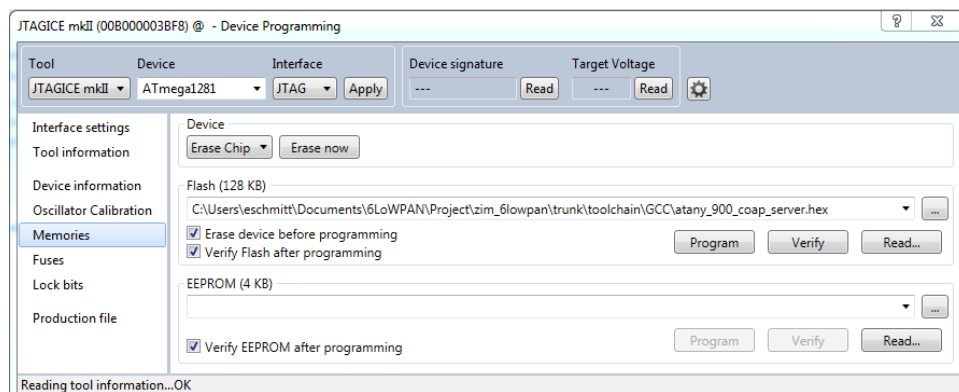 JTAGICE mkII (00B000003BF8) @  - Device Programming
Tool Device Interface Device signature Target Voltage
JTAGICE mkII ATmega1281 JTAG Apply --- Read --- Read
Interface settings
Tool information
Device information
Oscillator Calibration
Memories
Fuses
Lock bits
Production file
Device
Erase Chip Erase now
Flash (128 KB)
C:\Users\eschmitt\Documents\6LoWPAN\Project\zim_6lowpan\trunk\toolchain\GCC\atany_900_coap_server.hex ...
Erase device before programming
Verify Flash after programming
Program Verify Read...
EEPROM (4 KB)
...
Verify EEPROM after programming
Program Verify Read...
Reading tool information...OK